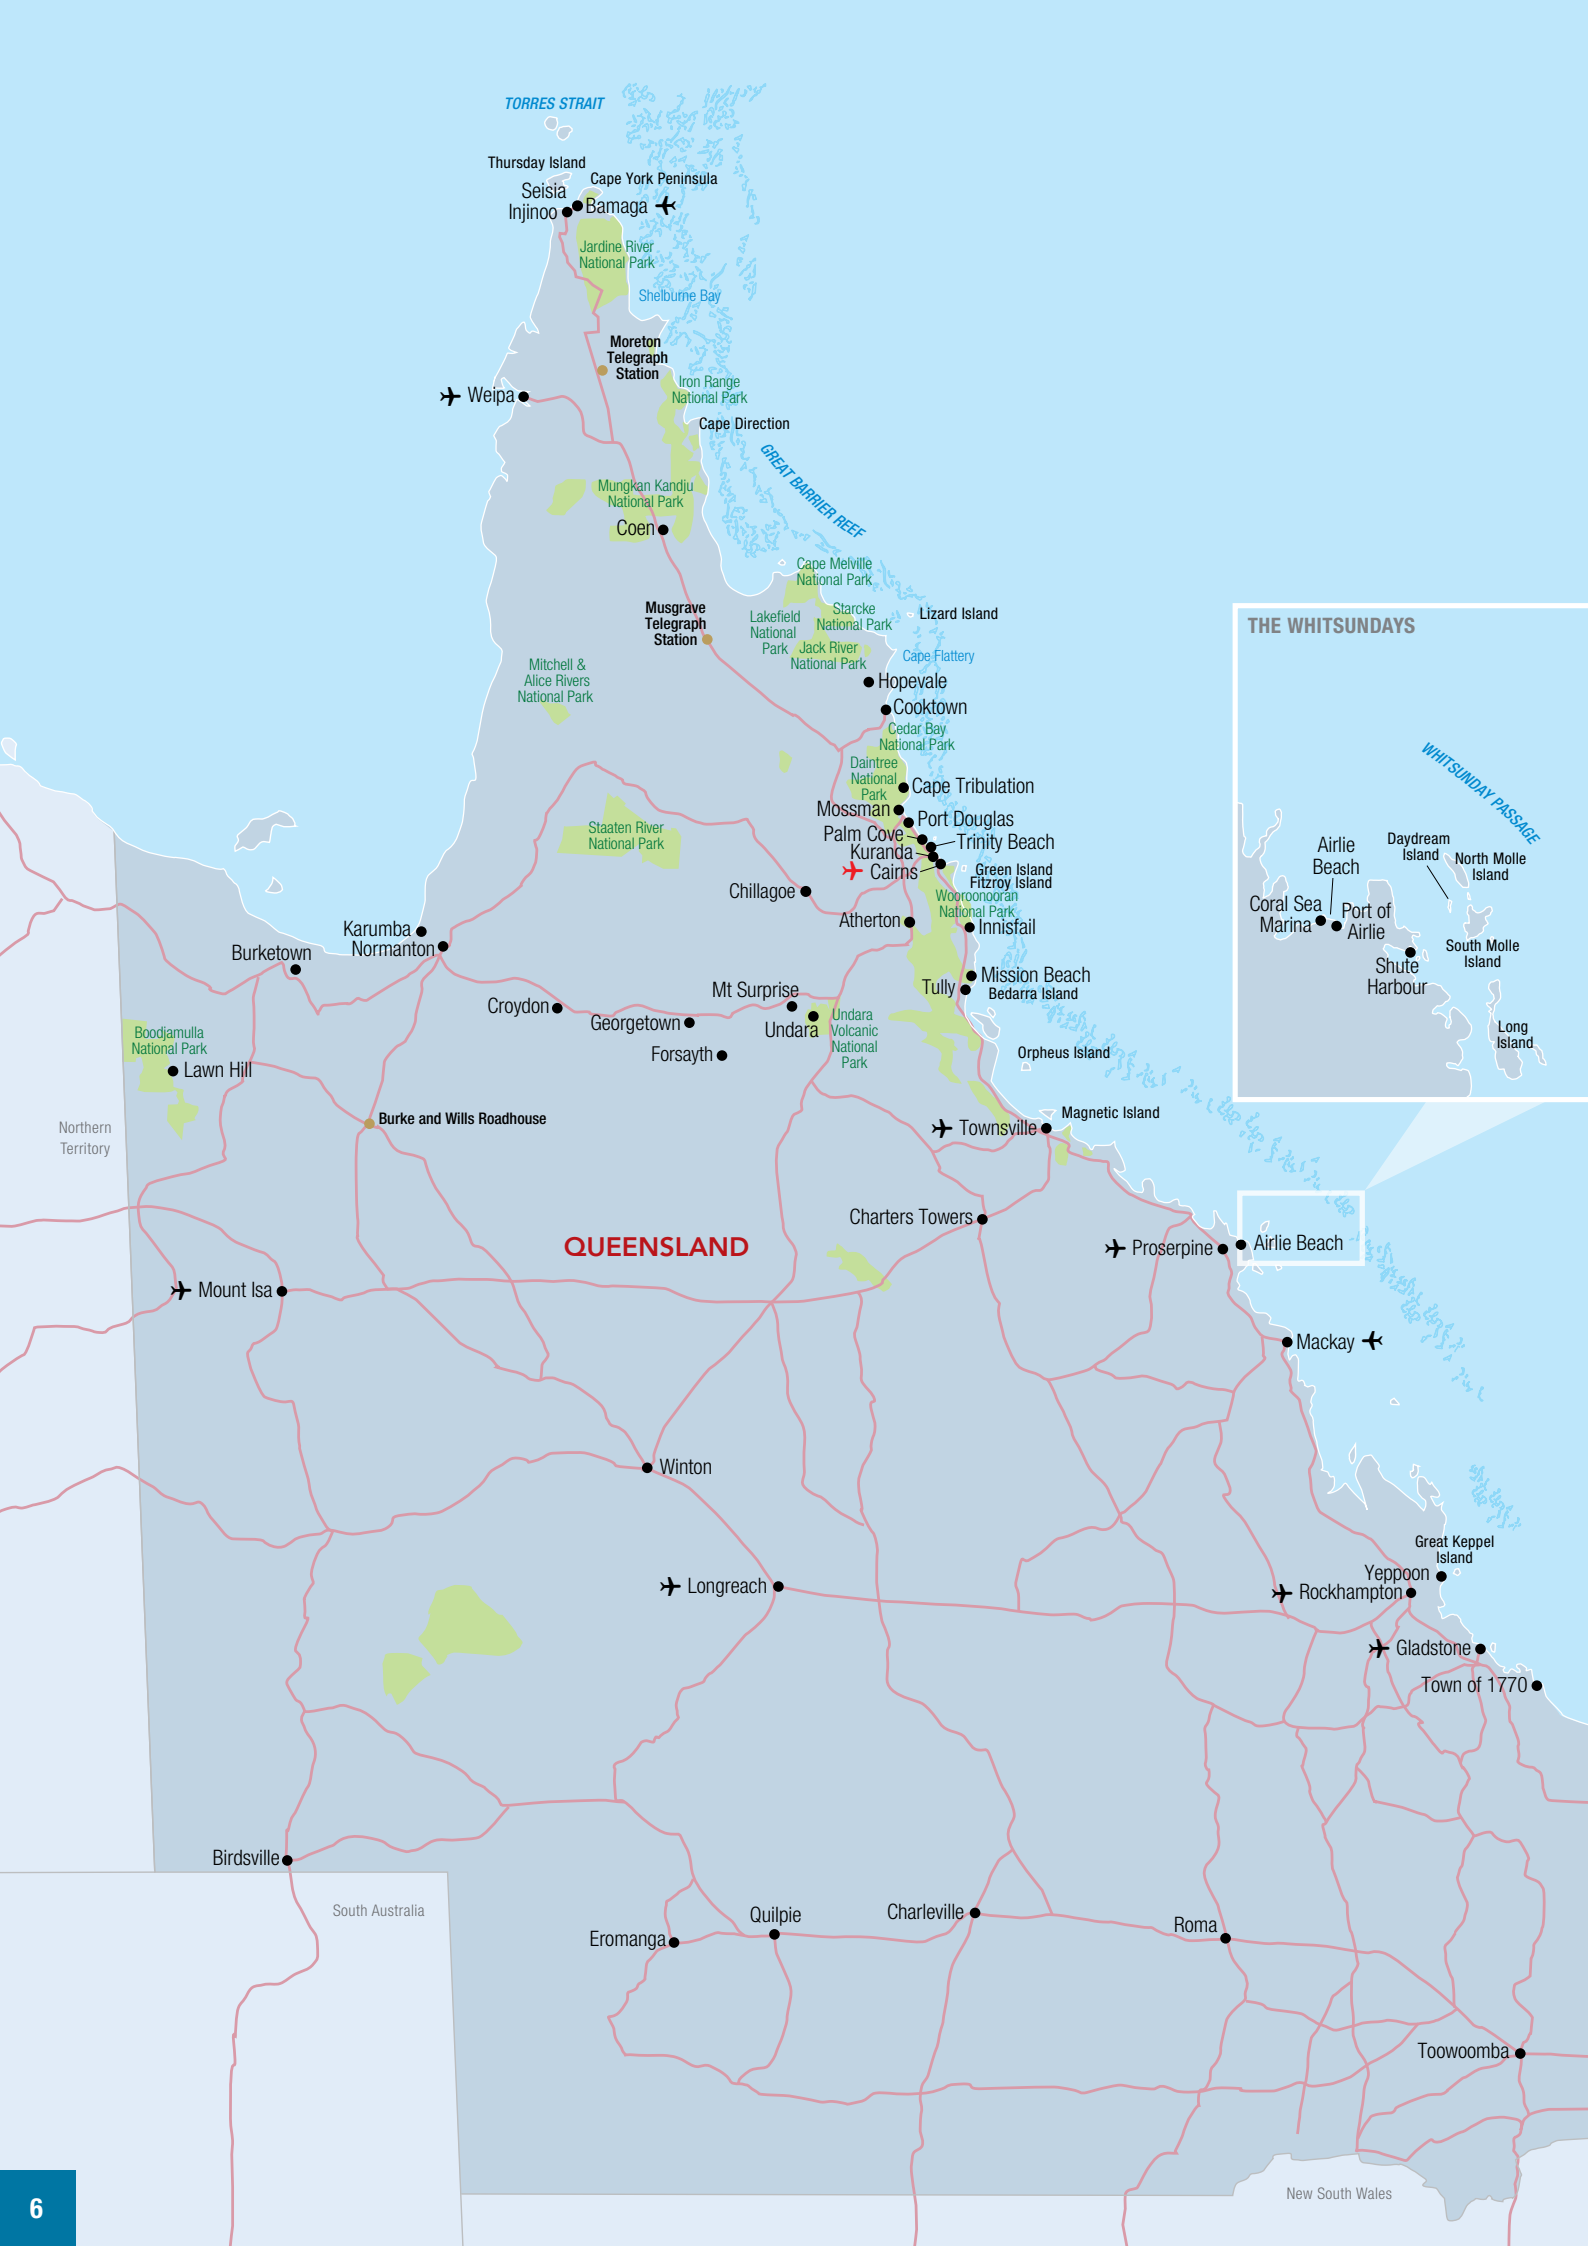 TORRES STRAIT
Thursday Island
Cape York Peninsula
Seisia
Injinoo
Bamaga
Jardine River
National Park
Shelburne Bay
Moreton
Telegraph
Station
Weipa
Iron Range
National Park
Cape Direction
GREAT BARRIER REEF
Mungkan Kandju
National Park
Coen
Cape Melville
National Park
Musgrave
Telegraph
Station
Lakefield
National
Park
Starcke
National Park
Jack River
National Park
Lizard Island
Cape Flattery
Mitchell &
Alice Rivers
National Park
Hopevale
Cooktown
Cedar Bay
National Park
Daintree
National
Park
Cape Tribulation
Mossman
Port Douglas
Palm Cove
Trinity Beach
Kuranda
Cairns
Green Island
Fitzroy Island
Staaten River
National Park
Chillagoe
Wooroonooran
National Park
Atherton
Innisfail
Karumba
Normanton
Burketown
Mission Beach
Tully
Bedarra Island
Croydon
Mt Surprise
Georgetown
Undara
Undara
Volcanic
National
Park
Forsayth
Boodjamulla
National Park
Lawn Hill
Orpheus Island
Northern
Territory
Burke and Wills Roadhouse
Magnetic Island
Townsville
THE WHITSUNDAYS
WHITSUNDAY PASSAGE
Airlie
Beach
Daydream
Island
North Molle
Island
Coral Sea
Marina
Port of
Airlie
South Molle
Island
Shute
Harbour
Long
Island
Charters Towers
QUEENSLAND
Proserpine
Airlie Beach
Mount Isa
Mackay
Winton
Great Keppel
Island
Yeppoon
Longreach
Rockhampton
Gladstone
Town of 1770
Birdsville
South Australia
Quilpie
Charleville
Eromanga
Roma
Toowoomba
New South Wales
6